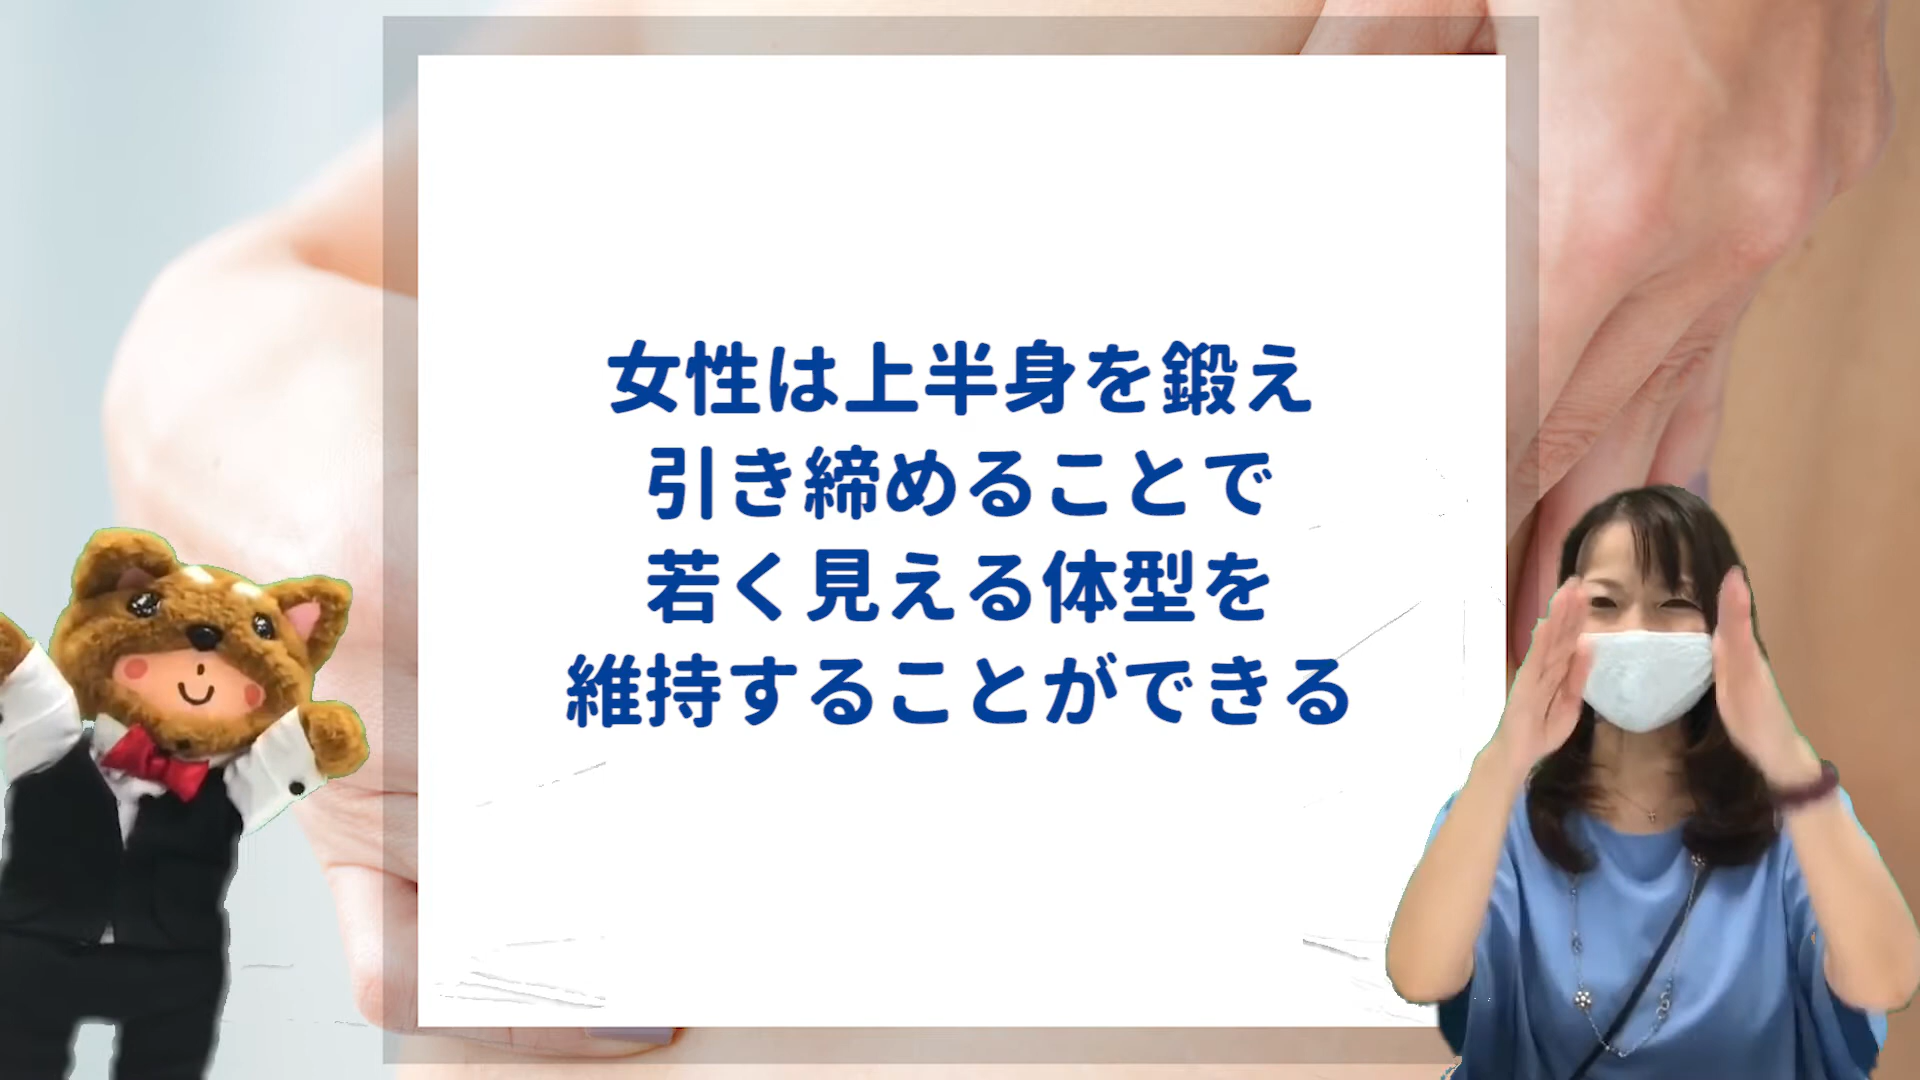 女性は上半身を鍛え
引き締めることで
若く見える体型を
維持することができる